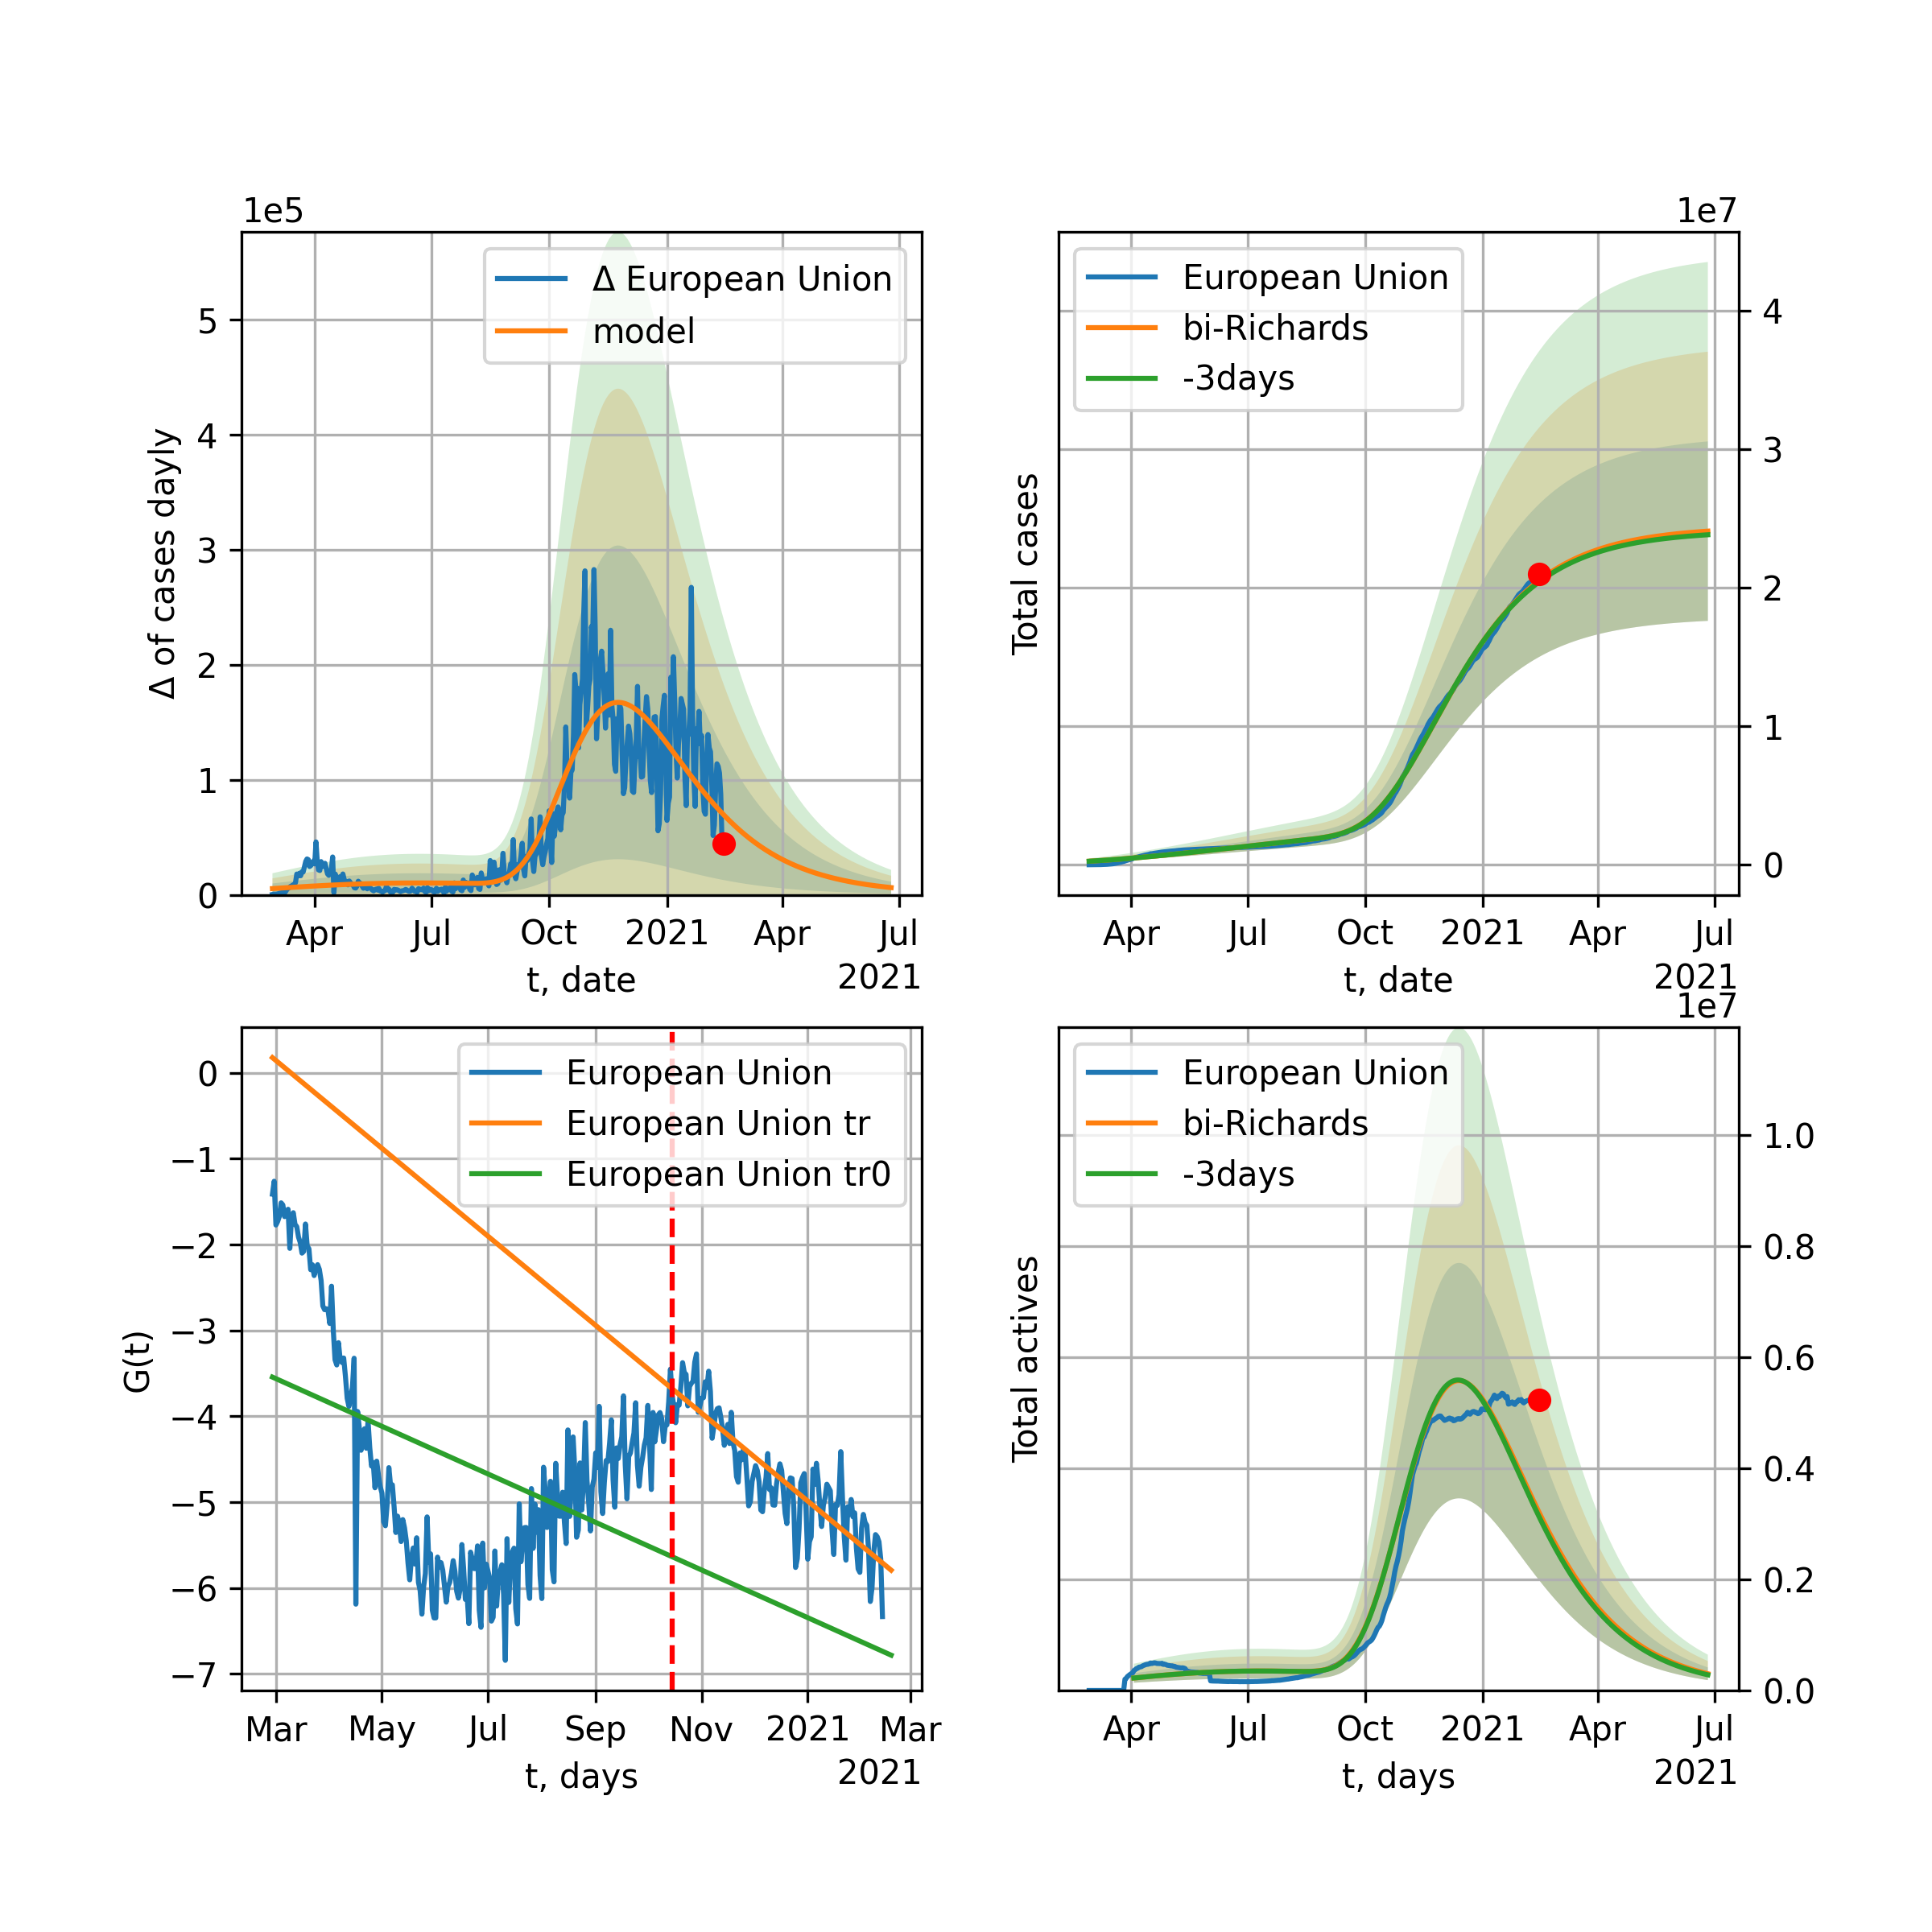 1e5
Δ European Union
model
5
4
3
2
1
0
Δ of cases dayly
Apr Jul Oct 2021 Apr Jul
t, date 2021
1e7
European Union
bi-Richards
-3days
4
3
2
1
0
Total cases
Apr Jul Oct 2021 Apr Jul
t, date 2021
European Union
European Union tr
European Union tr0
0
−1
−2
−3
−4
−5
−6
−7
G(t)
Mar May Jul Sep Nov 2021 Mar
t, days 2021
1e7
European Union
bi-Richards
-3days
1.0
0.8
0.6
0.4
0.2
0.0
Total actives
Apr Jul Oct 2021 Apr Jul
t, days 2021